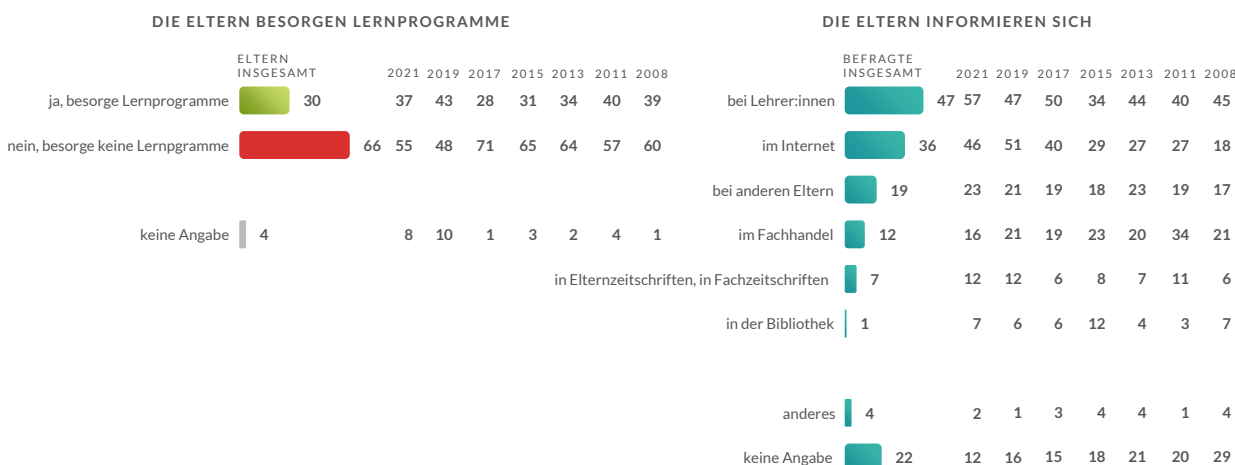 DIE ELTERN BESORGEN LERNPROGRAMME
ELTERN
INSGESAMT 2021 2019 2017 2015 2013 2011 2008
ja, besorge Lernprogramme 30 37 43 28 31 34 40 39
nein, besorge keine Lernpgramme 66 55 48 71 65 64 57 60
keine Angabe 4 8 10 1 3 2 4 1
DIE ELTERN INFORMIEREN SICH
BEFRAGTE
INSGESAMT 2021 2019 2017 2015 2013 2011 2008
bei Lehrer:innen 47 57 47 50 34 44 40 45
im Internet 36 46 51 40 29 27 27 18
bei anderen Eltern 19 23 21 19 18 23 19 17
im Fachhandel 12 16 21 19 23 20 34 21
in Elternzeitschriften, in Fachzeitschriften 7 12 12 6 8 7 11 6
in der Bibliothek 1 7 6 6 12 4 3 7
anderes 4 2 1 3 4 4 1 4
keine Angabe 22 12 16 15 18 21 20 29